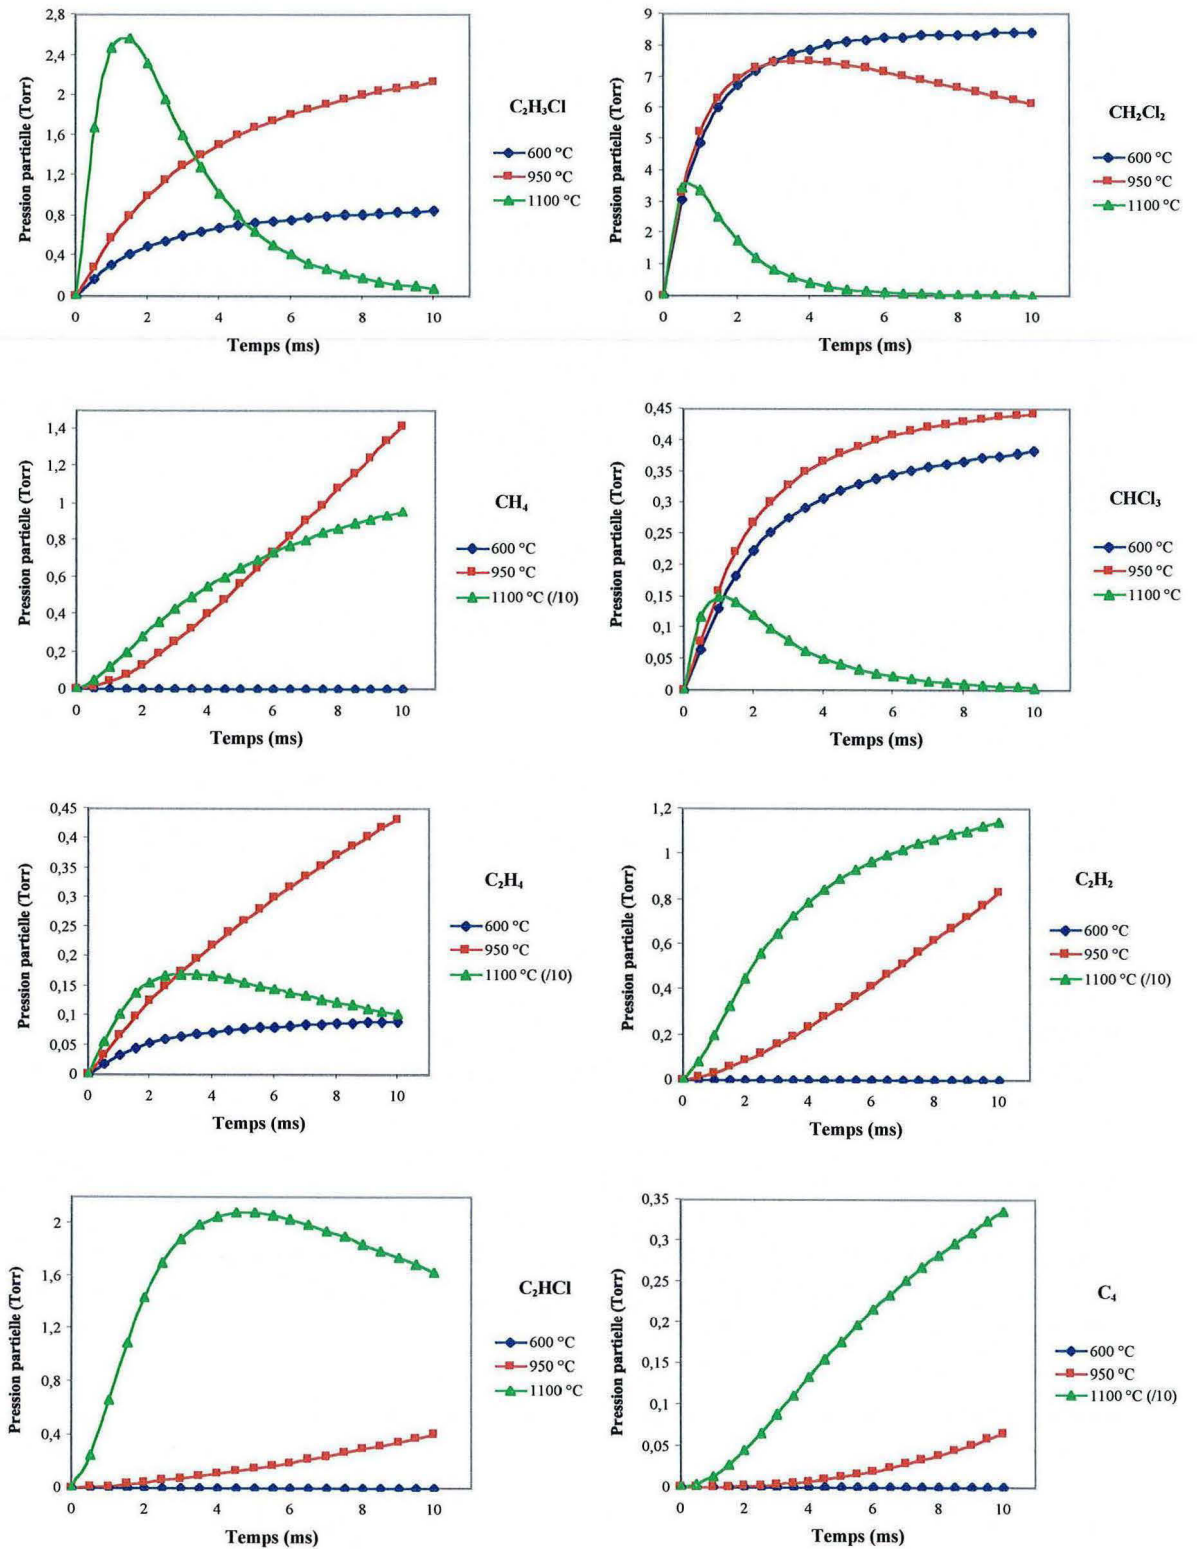 C₂H₃Cl
Pression partielle (Torr)
2,8
2,4
2
1,6
1,2
0,8
0,4
0
0 2 4 6 8 10
Temps (ms)
600 °C
950 °C
1100 °C
CH₂Cl₂
Pression partielle (Torr)
9
8
7
6
5
4
3
2
1
0
0 2 4 6 8 10
Temps (ms)
600 °C
950 °C
1100 °C
CH₄
Pression partielle (Torr)
1,4
1,2
1
0,8
0,6
0,4
0,2
0
0 2 4 6 8 10
Temps (ms)
600 °C
950 °C
1100 °C (/10)
CHCl₃
Pression partielle (Torr)
0,45
0,4
0,35
0,3
0,25
0,2
0,15
0,1
0,05
0
0 2 4 6 8 10
Temps (ms)
600 °C
950 °C
1100 °C
C₂H₄
Pression partielle (Torr)
0,45
0,4
0,35
0,3
0,25
0,2
0,15
0,1
0,05
0
0 2 4 6 8 10
Temps (ms)
600 °C
950 °C
1100 °C (/10)
C₂H₂
Pression partielle (Torr)
1,2
1
0,8
0,6
0,4
0,2
0
0 2 4 6 8 10
Temps (ms)
600 °C
950 °C
1100 °C (/10)
C₂HCl
Pression partielle (Torr)
2
1,6
1,2
0,8
0,4
0
0 2 4 6 8 10
Temps (ms)
600 °C
950 °C
1100 °C
C₄
Pression partielle (Torr)
0,35
0,3
0,25
0,2
0,15
0,1
0,05
0
0 2 4 6 8 10
Temps (ms)
600 °C
950 °C
1100 °C (/10)